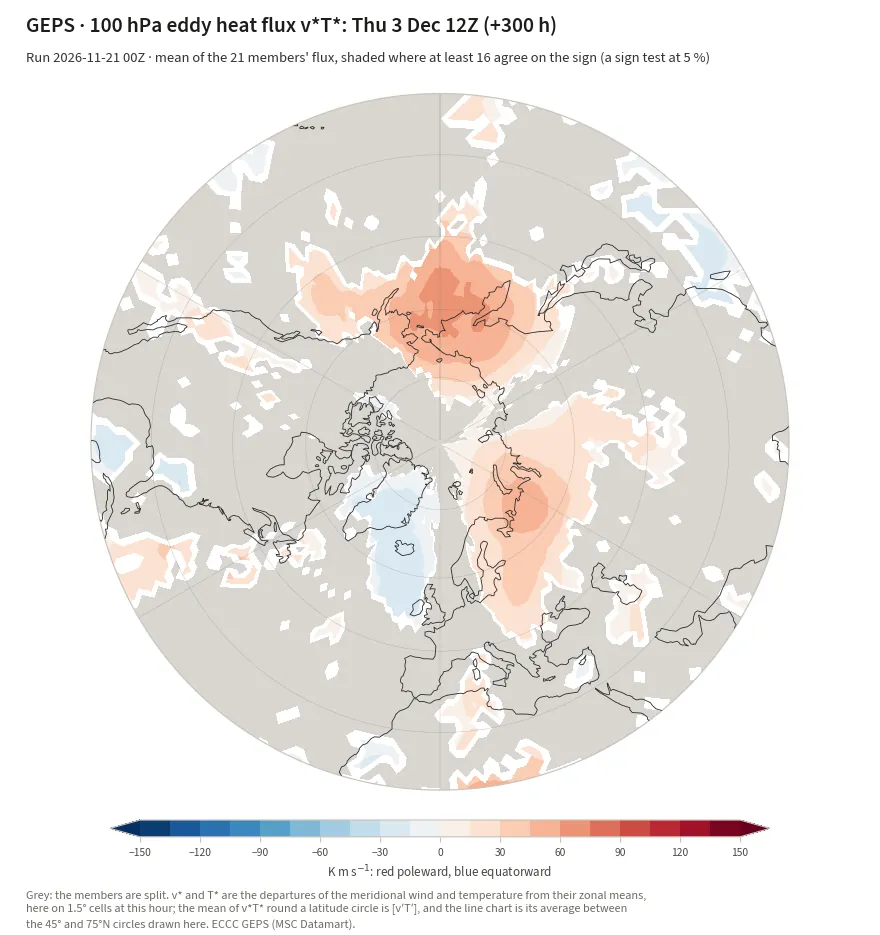 GEPS · 100 hPa eddy heat flux v*T*: Thu 3 Dec 12Z (+300 h)
Run 2026-11-21 00Z · mean of the 21 members' flux, shaded where at least 16 agree on the sign (a sign test at 5 %)
−150 −120 −90 −60 −30 0 30 60 90 120 150
K m s⁻¹: red poleward, blue equatorward
Grey: the members are split. v* and T* are the departures of the meridional wind and temperature from their zonal means,
here on 1.5° cells at this hour; the mean of v*T* round a latitude circle is [v'T'], and the line chart is its average between
the 45° and 75°N circles drawn here. ECCC GEPS (MSC Datamart).